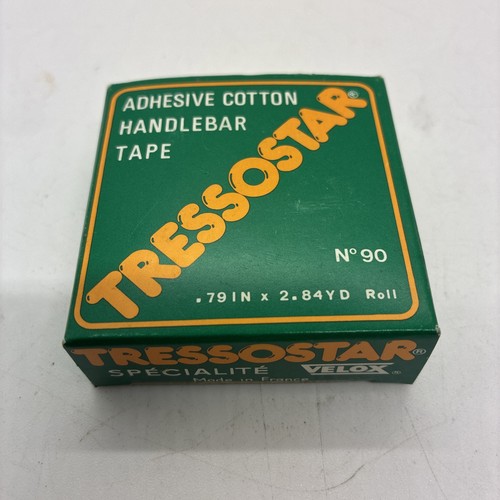 ADHESIVE COTTON
HANDLEBAR
TAPE
TRESSOSTAR®
N° 90
.79IN x 2.84YD Roll
TRESSOSTAR®
SPÉCIALITÉ VELOX®
Made in France